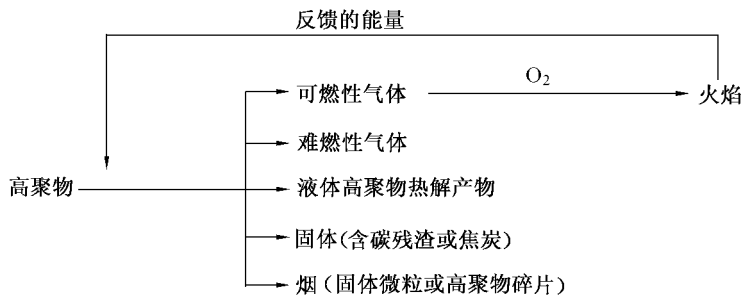 反馈的能量
可燃性气体
O₂
火焰
难燃性气体
高聚物
液体高聚物热解产物
固体(含碳残渣或焦炭)
烟(固体微粒或高聚物碎片)